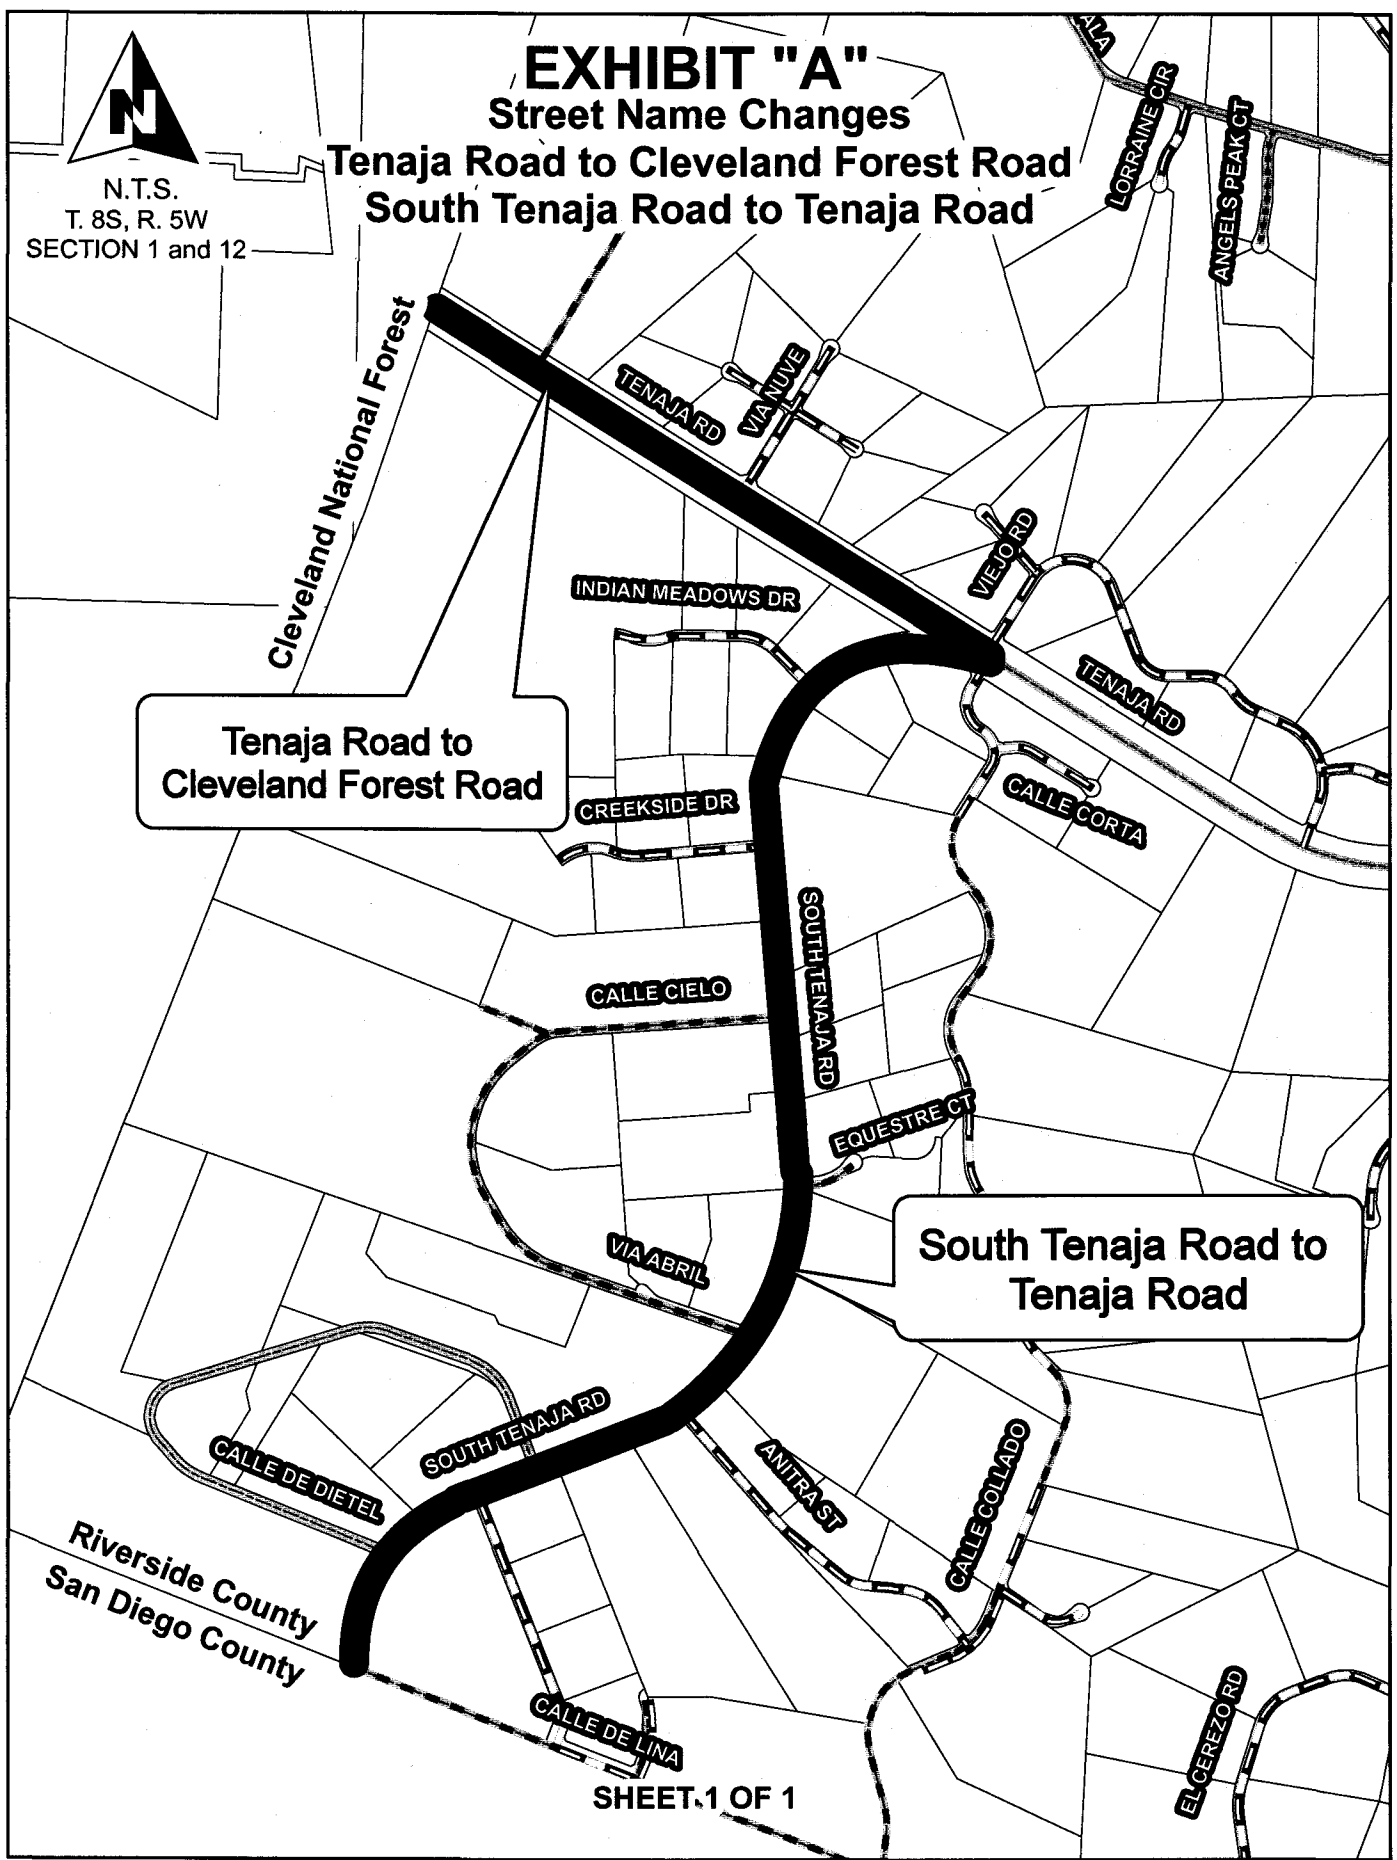 EXHIBIT "A"
Street Name Changes
Tenaja Road to Cleveland Forest Road
South Tenaja Road to Tenaja Road
N
N.T.S.
T. 8S, R. 5W
SECTION 1 and 12
ALA
LORRAINE CIR
ANGELS PEAK CT
Cleveland National Forest
TENAJA RD
VIA NUVE
VIEJO RD
INDIAN MEADOWS DR
TENAJA RD
Tenaja Road to
Cleveland Forest Road
CREEKSIDE DR
CALLE CORTA
SOUTH TENAJA RD
CALLE CIELO
EQUESTRE CT
South Tenaja Road to
Tenaja Road
VIA ABRIL
SOUTH TENAJA RD
CALLE DE DIETEL
ANITRA ST
CALLE COLLADO
Riverside County
San Diego County
CALLE DE LINA
EL CEREZO RD
SHEET 1 OF 1